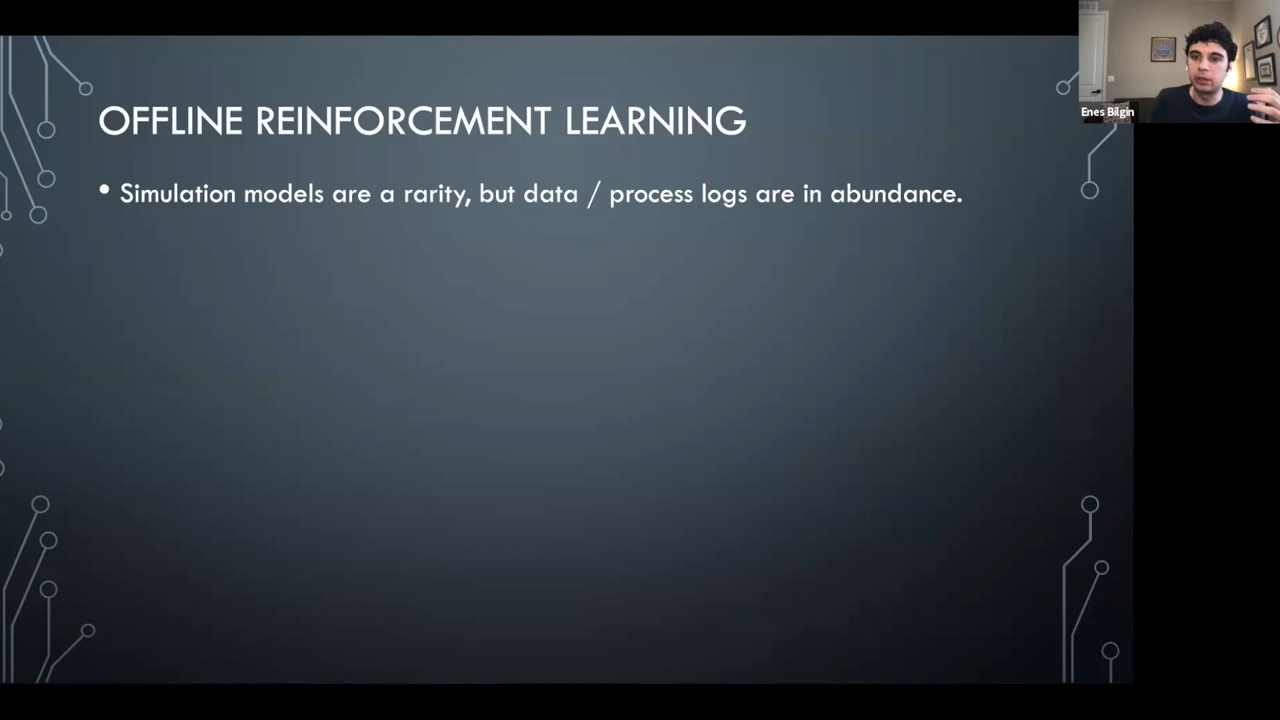 OFFLINE REINFORCEMENT LEARNING
• Simulation models are a rarity, but data / process logs are in abundance.
Enes Bilgin